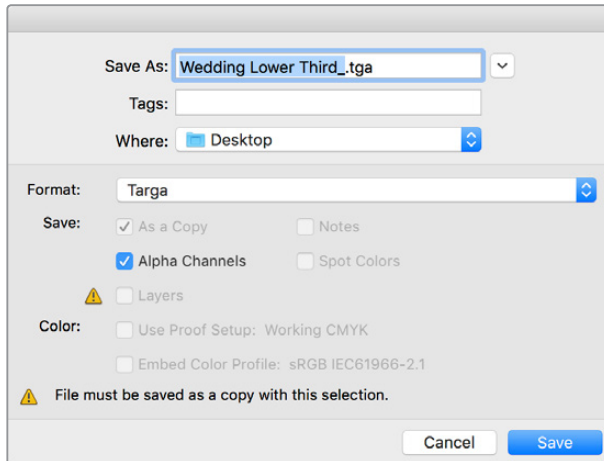 Save As: Wedding Lower Third_.tga
Tags:
Where: Desktop
Format: Targa
Save: As a Copy Notes
Alpha Channels Spot Colors
Layers
Color: Use Proof Setup: Working CMYK
Embed Color Profile: sRGB IEC61966-2.1
File must be saved as a copy with this selection.
Cancel Save